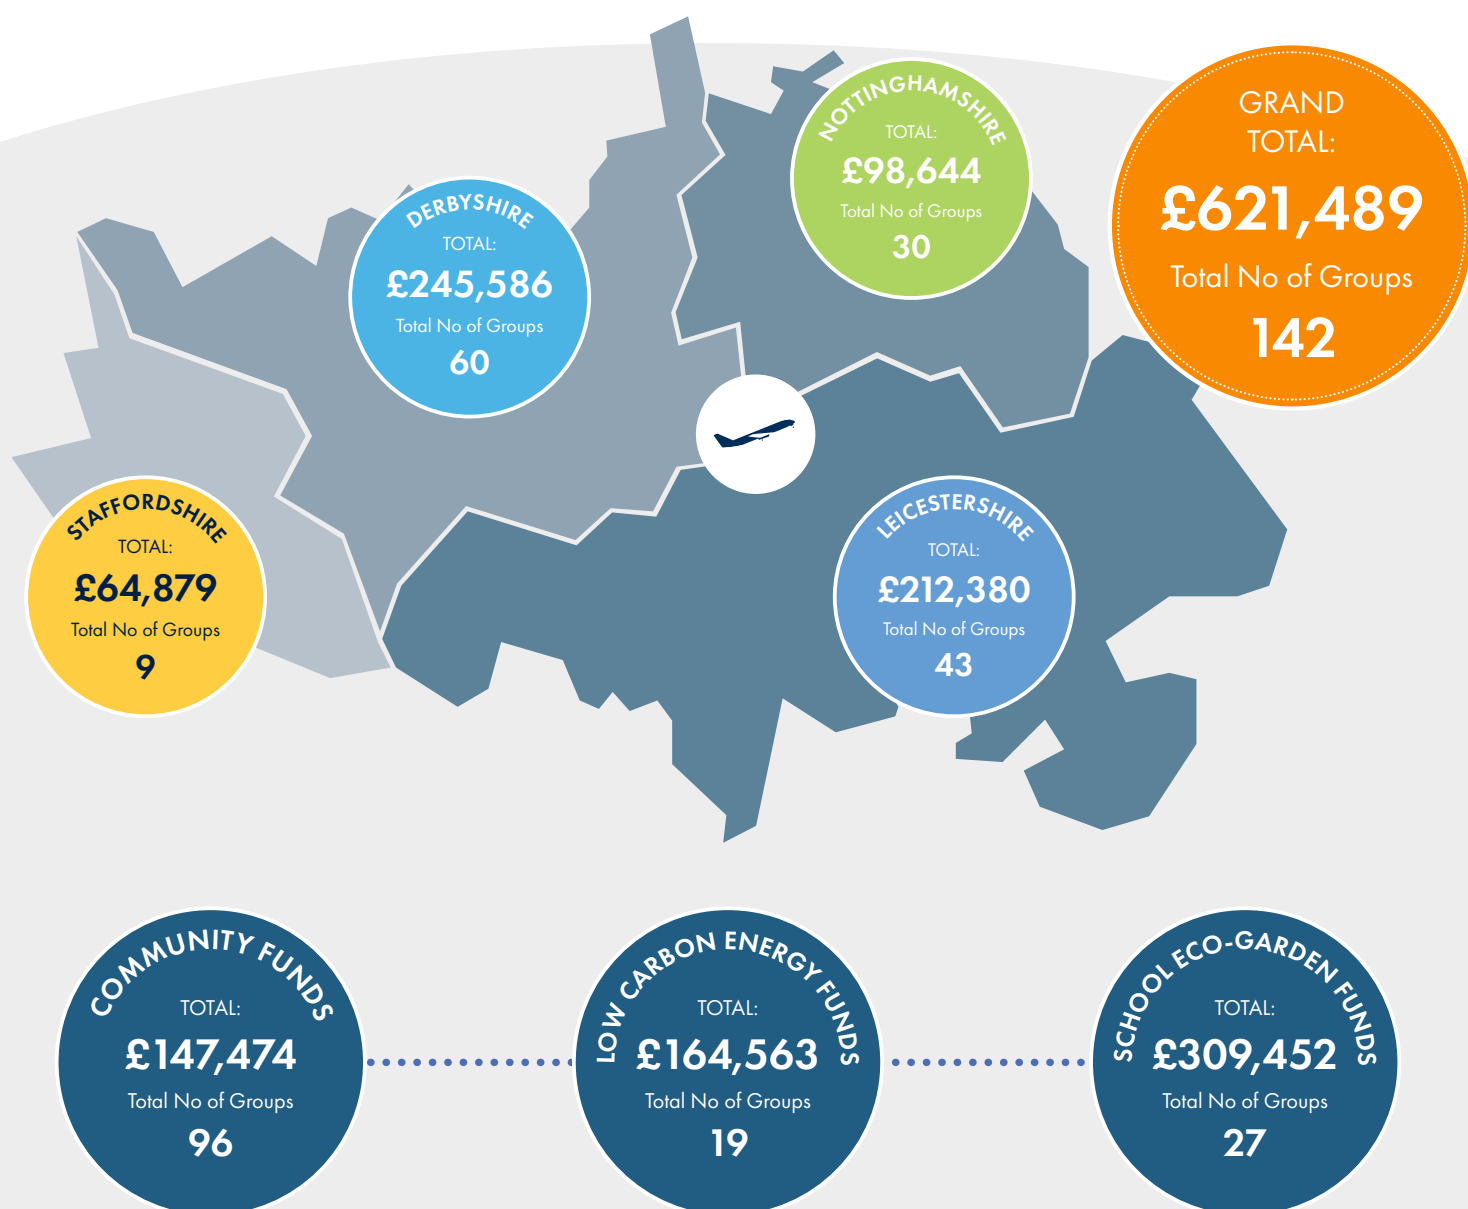 NOTTINGHAMSHIRE
TOTAL:
£98,644
Total No of Groups
30
GRAND
TOTAL:
£621,489
Total No of Groups
142
DERBYSHIRE
TOTAL:
£245,586
Total No of Groups
60
STAFFORDSHIRE
TOTAL:
£64,879
Total No of Groups
9
LEICESTERSHIRE
TOTAL:
£212,380
Total No of Groups
43
COMMUNITY FUNDS
TOTAL:
£147,474
Total No of Groups
96
LOW CARBON ENERGY FUNDS
TOTAL:
£164,563
Total No of Groups
19
SCHOOL ECO-GARDEN FUNDS
TOTAL:
£309,452
Total No of Groups
27